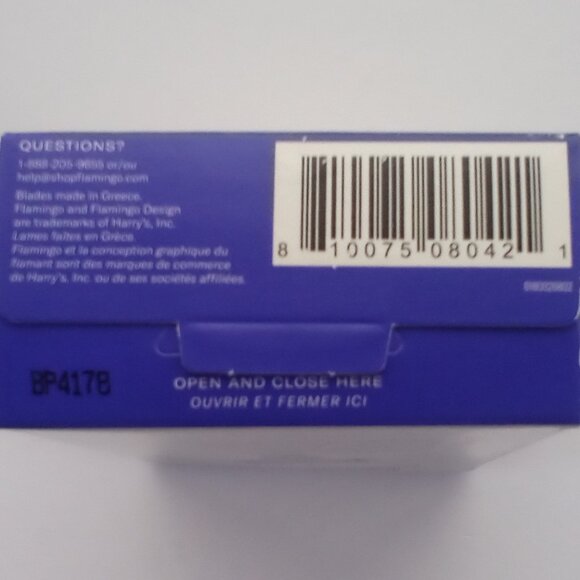 QUESTIONS?
1-888-205-9855 or/ou
help@shopflamingo.com
Blades made in Greece.
Flamingo and Flamingo Design
are trademarks of Harry's, Inc.
Lames faites en Grèce.
Flamingo et la conception graphique du
flamant sont des marques de commerce
de Harry's, Inc. ou de ses sociétés affiliées.
8 10075 08042 1
BP417B
OPEN AND CLOSE HERE
OUVRIR ET FERMER ICI